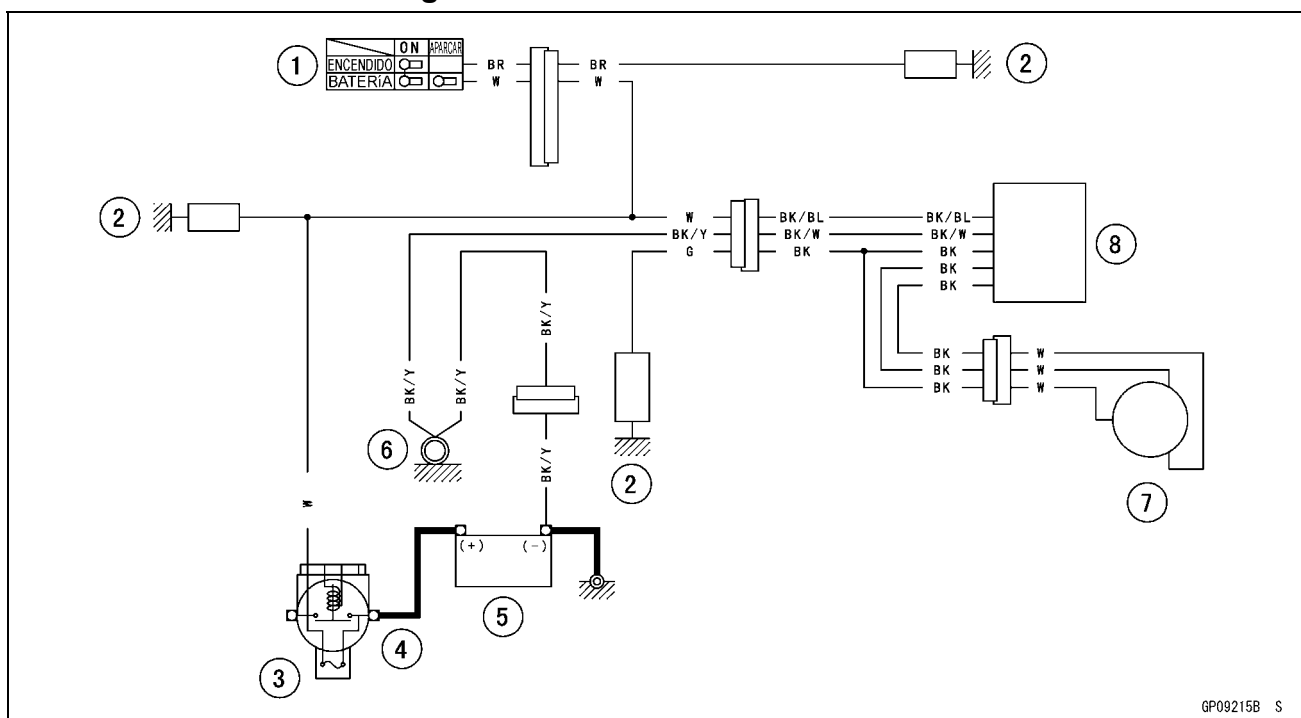 g
1
ON APARCAR
ENCENDIDO
BATERÍA
BR BR
W W
2
2
W BK/BL BK/BL
BK/Y BK/W BK/W
G BK BK
BK
BK
8
BK/Y
BK/Y
BK/Y
BK/Y
BK W
BK W
BK W
6
2
7
W
(+) (-)
5
4
3
GP09215B S